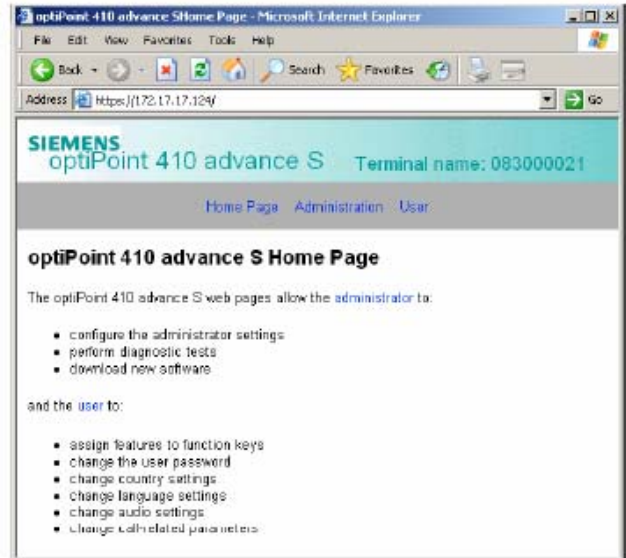 optiPoint 410 advance SHome Page - Microsoft Internet Explorer
File Edit View Favorites Tools Help
Back Search Favorites
Address https://172.17.17.124/ Go
SIEMENS
optiPoint 410 advance S Terminal name: 083000021
Home Page Administration User
optiPoint 410 advance S Home Page
The optiPoint 410 advance S web pages allow the administrator to:
• configure the administrator settings
• perform diagnostic tests
• download new software
and the user to:
• assign features to function keys
• change the user password
• change country settings
• change language settings
• change audio settings
• change call-related parameters